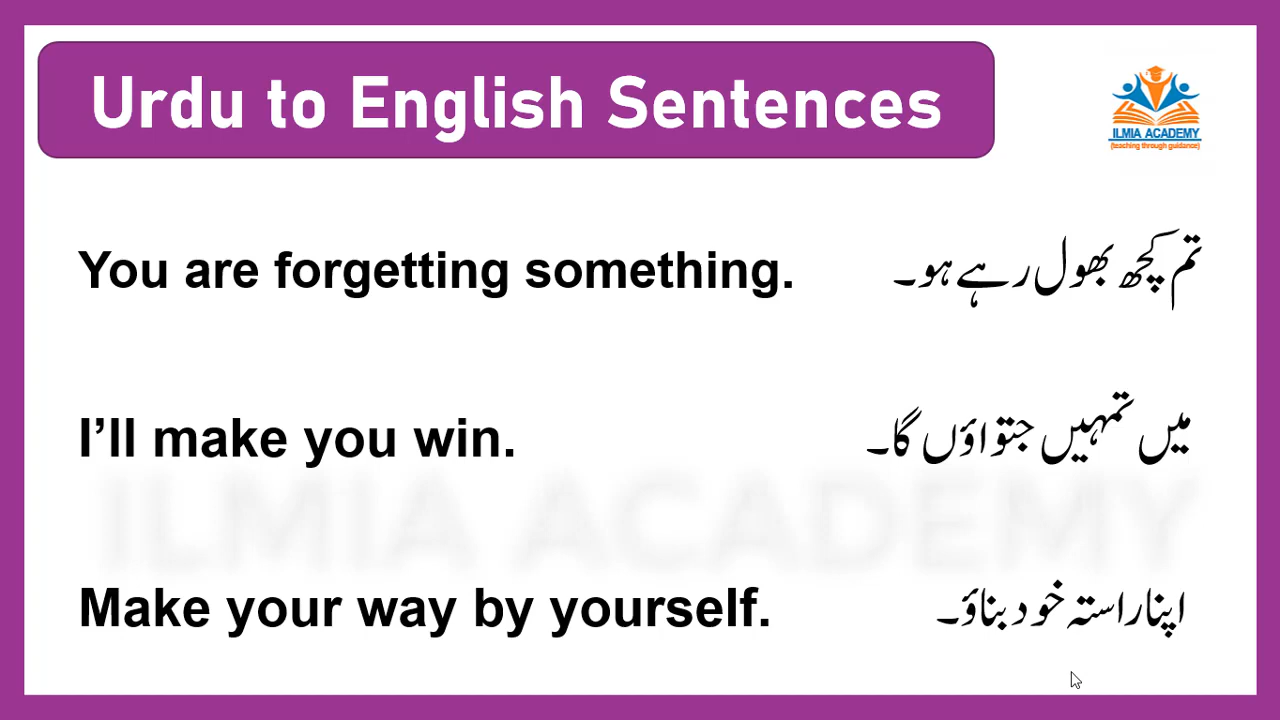 Urdu to English Sentences
ILMIA ACADEMY
(teaching through guidance)
You are forgetting something. تم کچھ بھول رہے ہو۔
I’ll make you win. میں تمہیں جتواؤں گا۔
ILMIA ACADEMY
Make your way by yourself. اپنا راستہ خود بناؤ۔